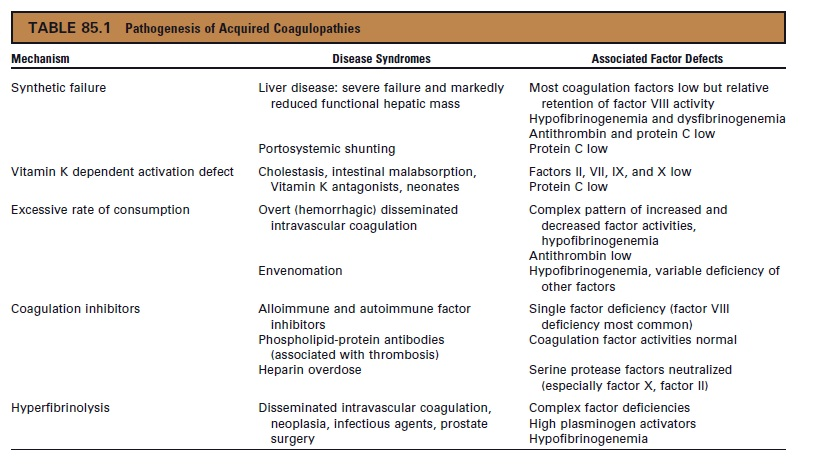 TABLE 85.1 Pathogenesis of Acquired Coagulopathies
Mechanism Disease Syndromes Associated Factor Defects
Synthetic failure Liver disease: severe failure and markedly Most coagulation factors low but relative
reduced functional hepatic mass retention of factor VIII activity
Hypofibrinogenemia and dysfibrinogenemia
Antithrombin and protein C low
Portosystemic shunting Protein C low
Vitamin K dependent activation defect Cholestasis, intestinal malabsorption, Factors II, VII, IX, and X low
Vitamin K antagonists, neonates Protein C low
Excessive rate of consumption Overt (hemorrhagic) disseminated Complex pattern of increased and
intravascular coagulation decreased factor activities,
hypofibrinogenemia
Antithrombin low
Envenomation Hypofibrinogenemia, variable deficiency of
other factors
Coagulation inhibitors Alloimmune and autoimmune factor Single factor deficiency (factor VIII
inhibitors deficiency most common)
Phospholipid-protein antibodies Coagulation factor activities normal
(associated with thrombosis)
Heparin overdose Serine protease factors neutralized
(especially factor X, factor II)
Hyperfibrinolysis Disseminated intravascular coagulation, Complex factor deficiencies
neoplasia, infectious agents, prostate High plasminogen activators
surgery Hypofibrinogenemia